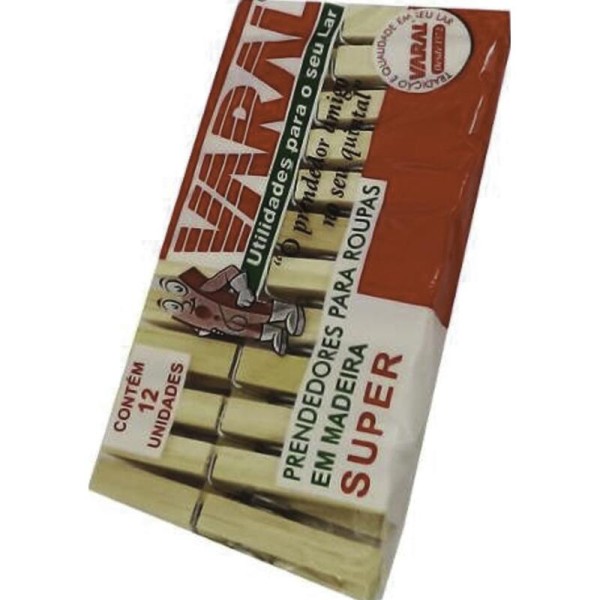 VARAL
Utilidades para o seu Lar
"O prendedor amigo
no seu quintal"
TRADIÇÃO E QUALIDADE EM SEU LAR
VARAL
PRENDEDORES PARA ROUPAS
EM MADEIRA
SUPER
CONTÉM
12
UNIDADES